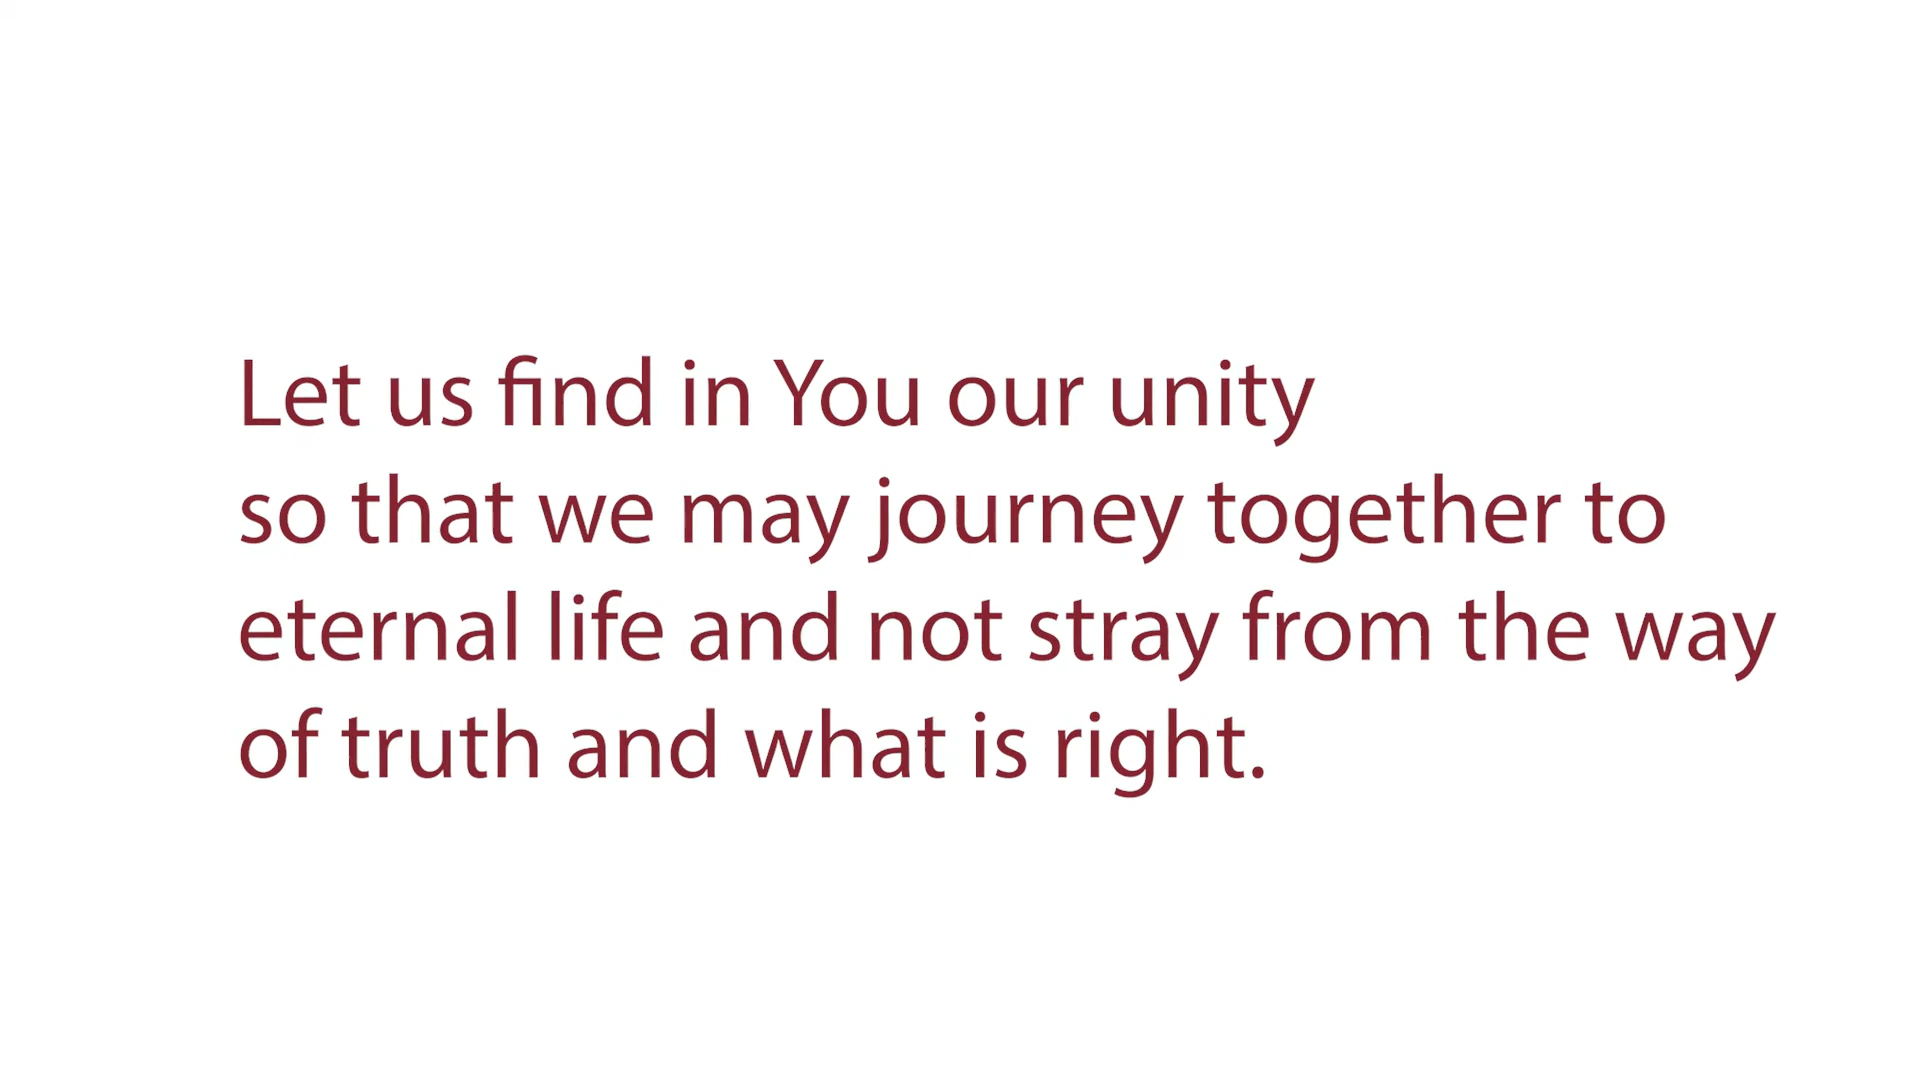 Let us find in You our unity
so that we may journey together to
eternal life and not stray from the way
of truth and what is right.